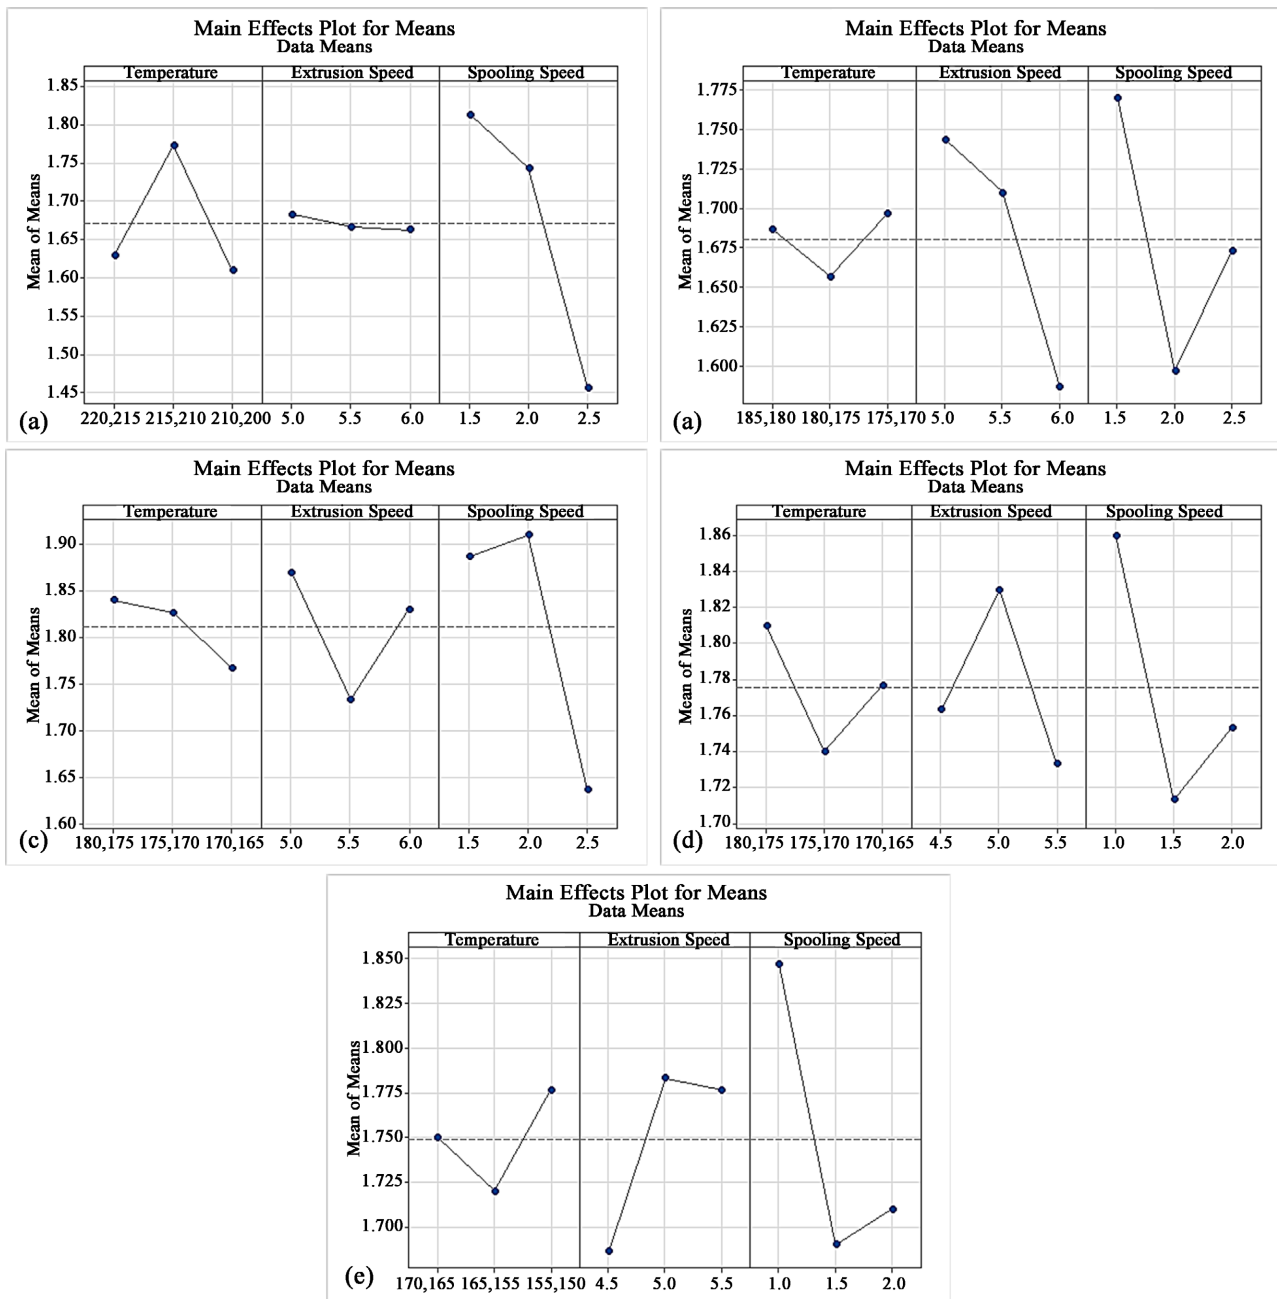 Main Effects Plot for Means
Data Means
Temperature Extrusion Speed Spooling Speed
Mean of Means
1.85
1.80
1.75
1.70
1.65
1.60
1.55
1.50
1.45
220,215 215,210 210,200 5.0 5.5 6.0 1.5 2.0 2.5
(a)
Main Effects Plot for Means
Data Means
Temperature Extrusion Speed Spooling Speed
Mean of Means
1.775
1.750
1.725
1.700
1.675
1.650
1.625
1.600
185,180 180,175 175,170 5.0 5.5 6.0 1.5 2.0 2.5
(a)
Main Effects Plot for Means
Data Means
Temperature Extrusion Speed Spooling Speed
Mean of Means
1.90
1.85
1.80
1.75
1.70
1.65
1.60
180,175 175,170 170,165 5.0 5.5 6.0 1.5 2.0 2.5
(c)
Main Effects Plot for Means
Data Means
Temperature Extrusion Speed Spooling Speed
Mean of Means
1.86
1.84
1.82
1.80
1.78
1.76
1.74
1.72
1.70
180,175 175,170 170,165 4.5 5.0 5.5 1.0 1.5 2.0
(d)
Main Effects Plot for Means
Data Means
Temperature Extrusion Speed Spooling Speed
Mean of Means
1.850
1.825
1.800
1.775
1.750
1.725
1.700
170,165 165,155 155,150 4.5 5.0 5.5 1.0 1.5 2.0
(e)